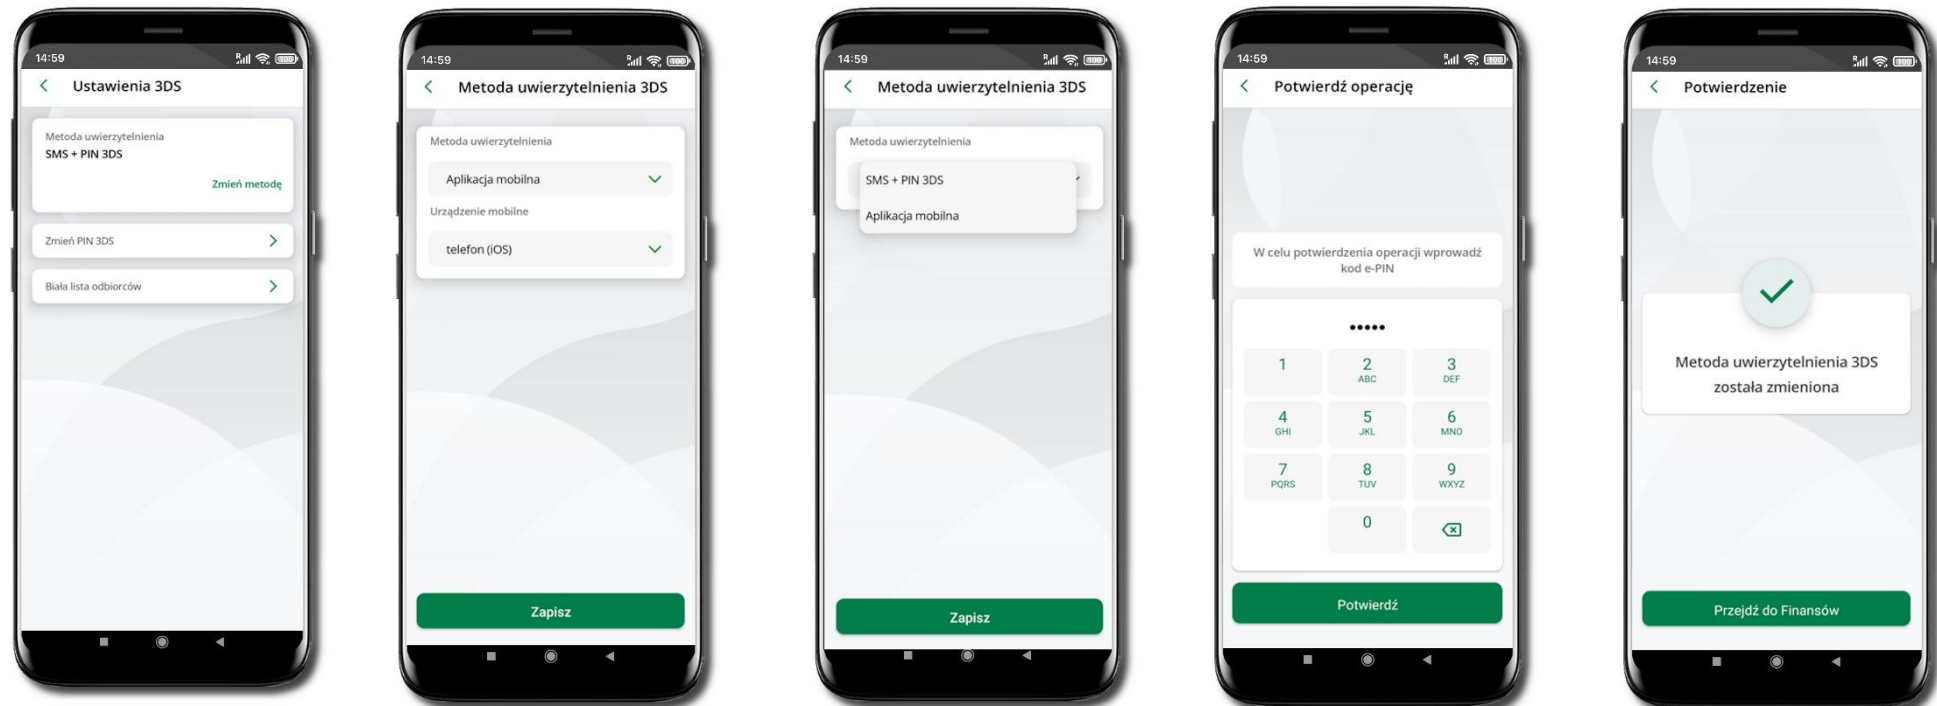 14:59
Ustawienia 3DS
Metoda uwierzytelnienia
SMS + PIN 3DS
Zmień metodę
Zmień PIN 3DS
Biała lista odbiorców
14:59
Metoda uwierzytelnienia 3DS
Metoda uwierzytelnienia
Aplikacja mobilna
Urządzenie mobilne
telefon (iOS)
Zapisz
14:59
Metoda uwierzytelnienia 3DS
Metoda uwierzytelnienia
SMS + PIN 3DS
Aplikacja mobilna
Zapisz
14:59
Potwierdź operację
W celu potwierdzenia operacji wprowadź
kod e-PIN
•••••
1 2 3
ABC DEF
4 5 6
GHI JKL MNO
7 8 9
PQRS TUV WXYZ
0
Potwierdź
14:59
Potwierdzenie
Metoda uwierzytelnienia 3DS
została zmieniona
Przejdź do Finansów